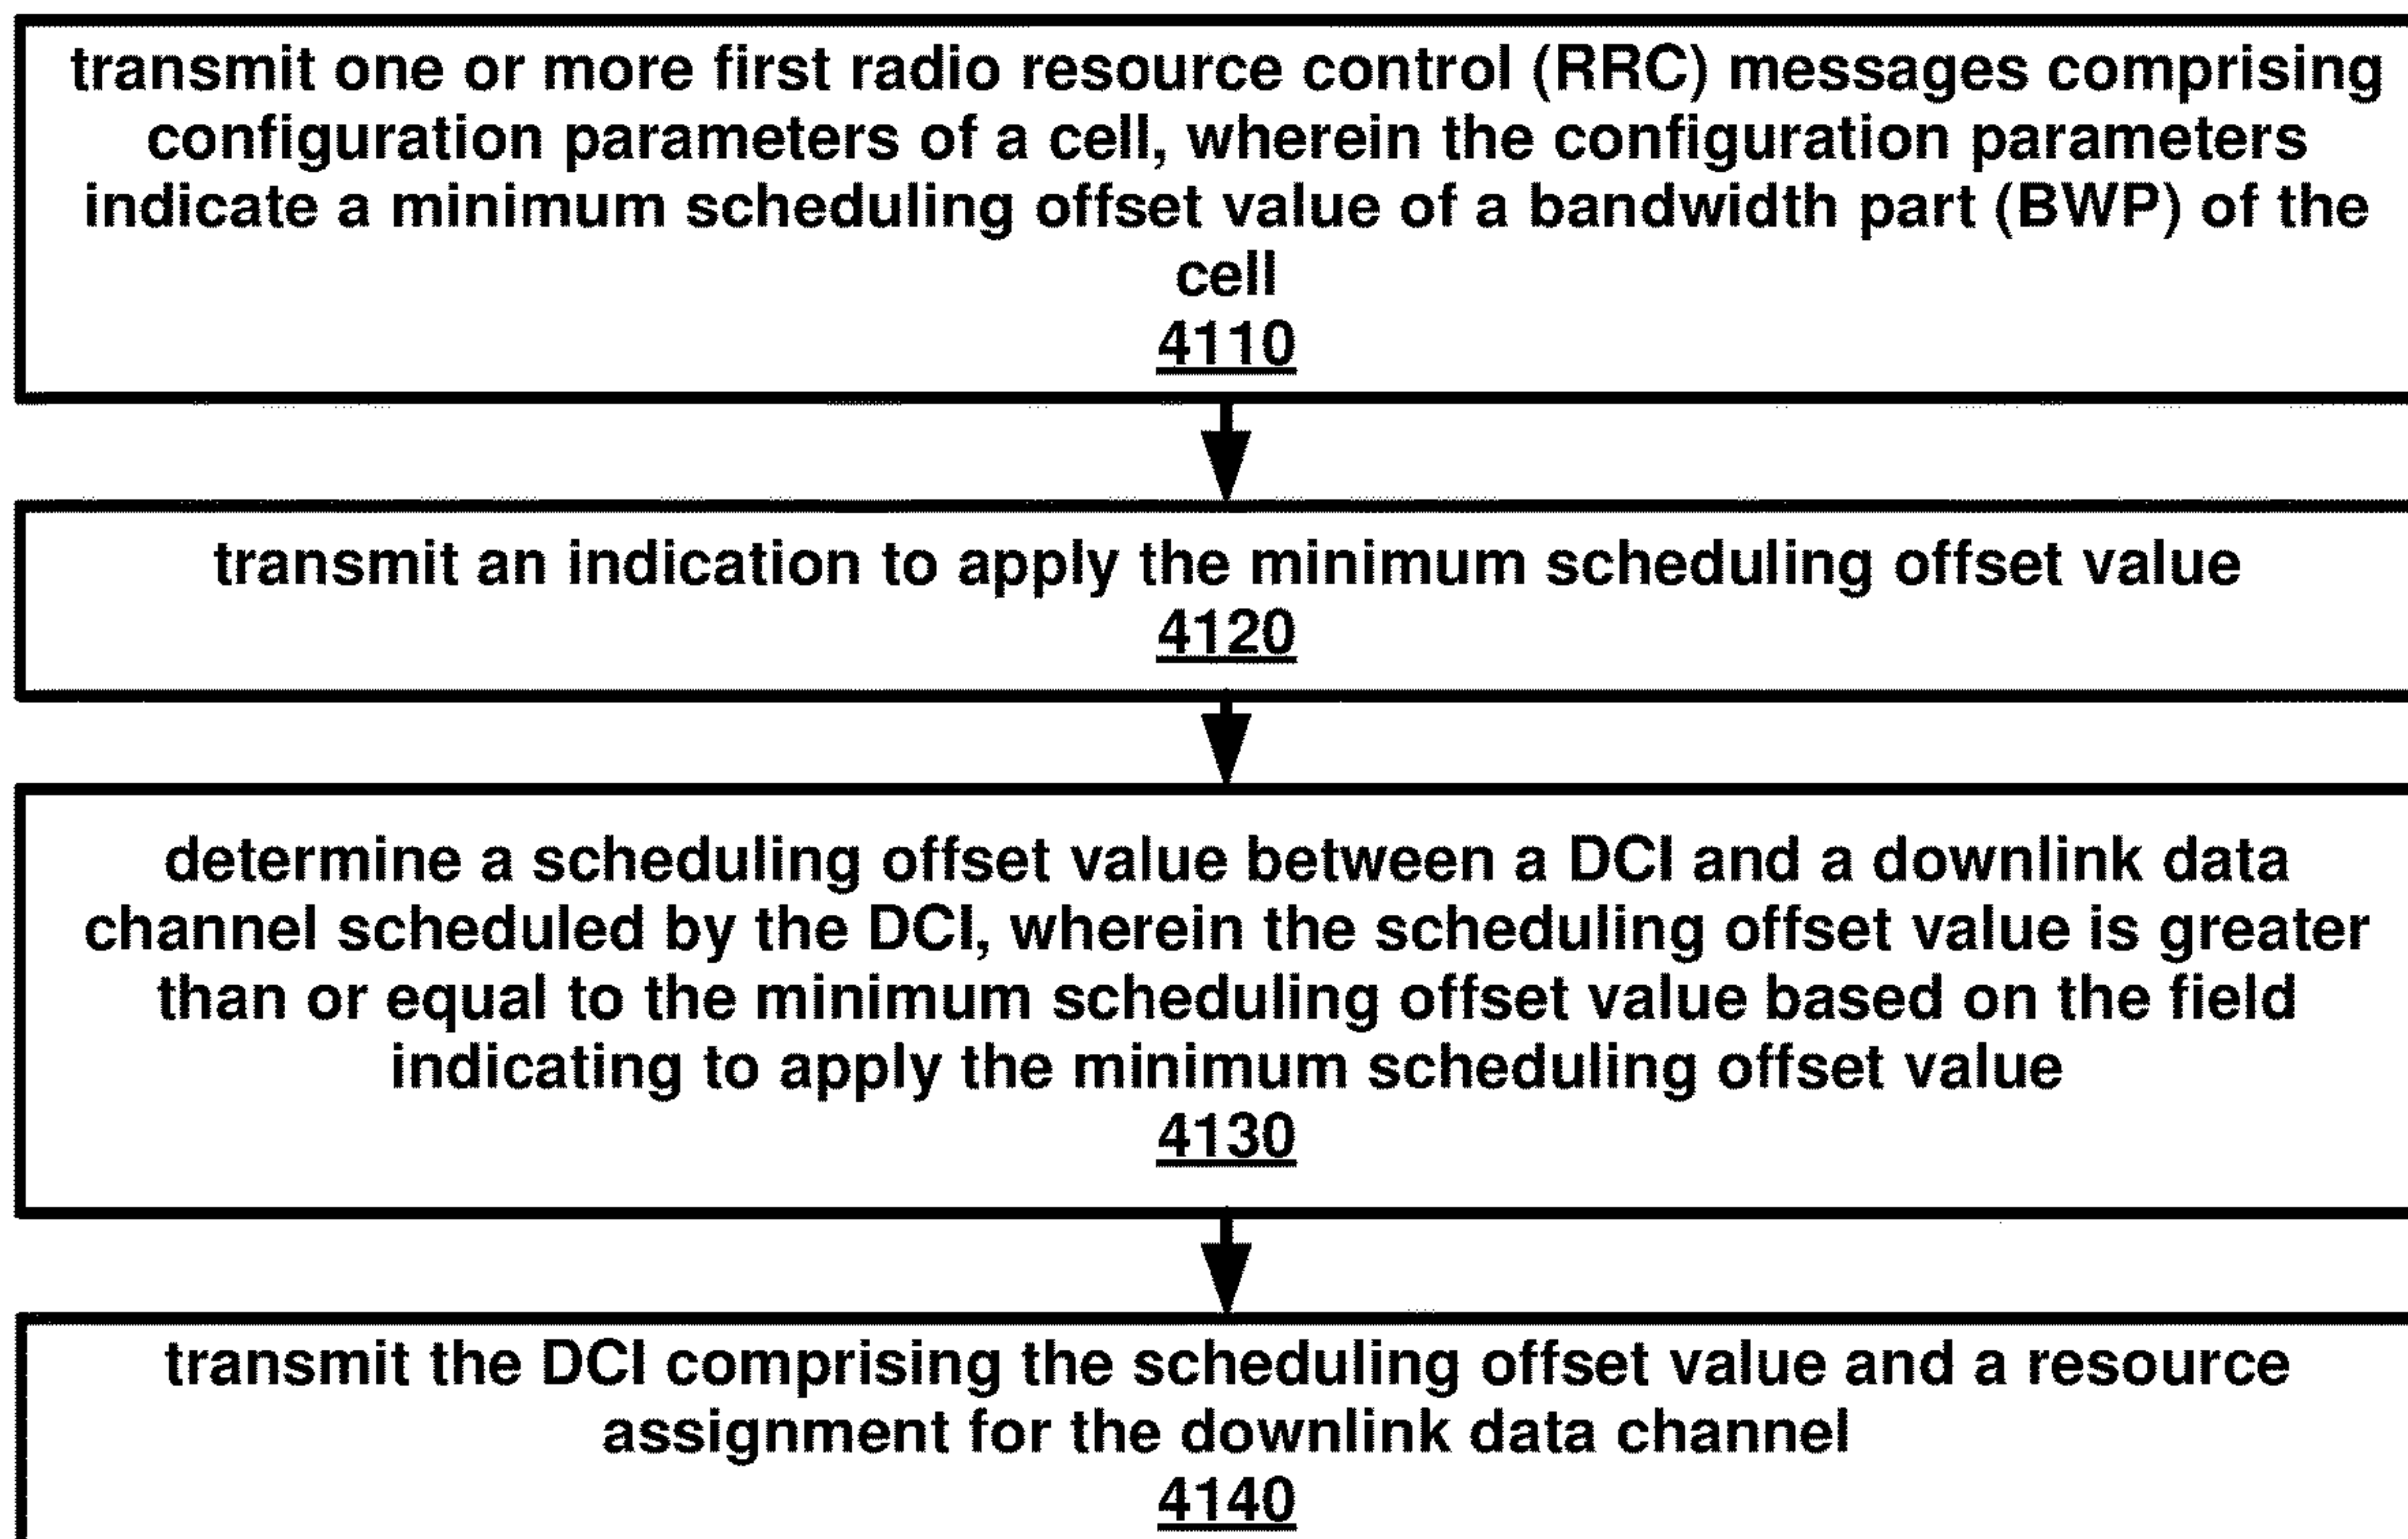 transmit one or more first radio resource control (RRC) messages comprising
configuration parameters of a cell, wherein the configuration parameters
indicate a minimum scheduling offset value of a bandwidth part (BWP) of the
cell
4110
transmit an indication to apply the minimum scheduling offset value
4120
determine a scheduling offset value between a DCI and a downlink data
channel scheduled by the DCI, wherein the scheduling offset value is greater
than or equal to the minimum scheduling offset value based on the field
indicating to apply the minimum scheduling offset value
4130
transmit the DCI comprising the scheduling offset value and a resource
assignment for the downlink data channel
4140